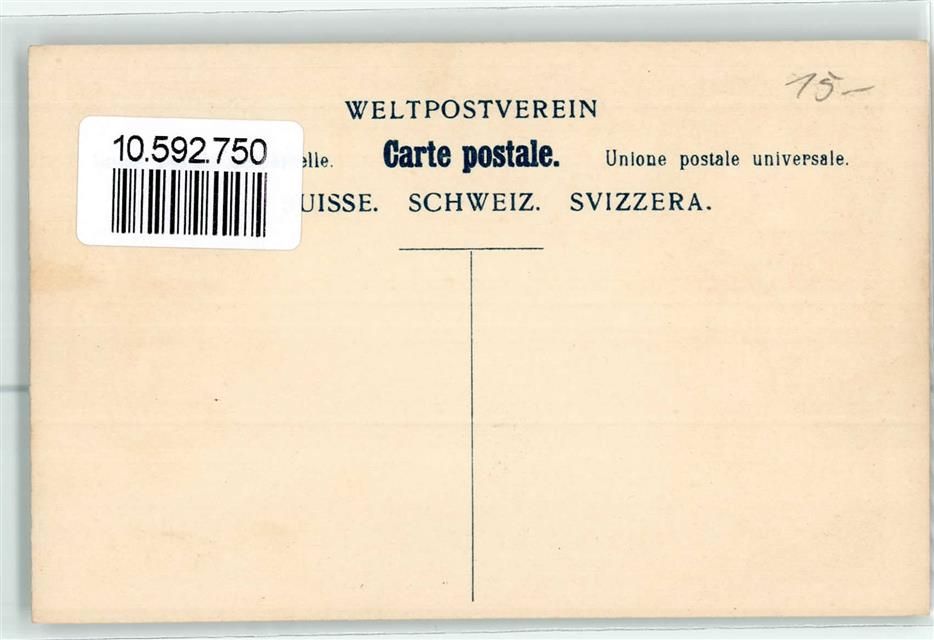 15-
WELTPOSTVEREIN
10.592.750
elle. Carte postale. Unione postale universale.
UISSE. SCHWEIZ. SVIZZERA.